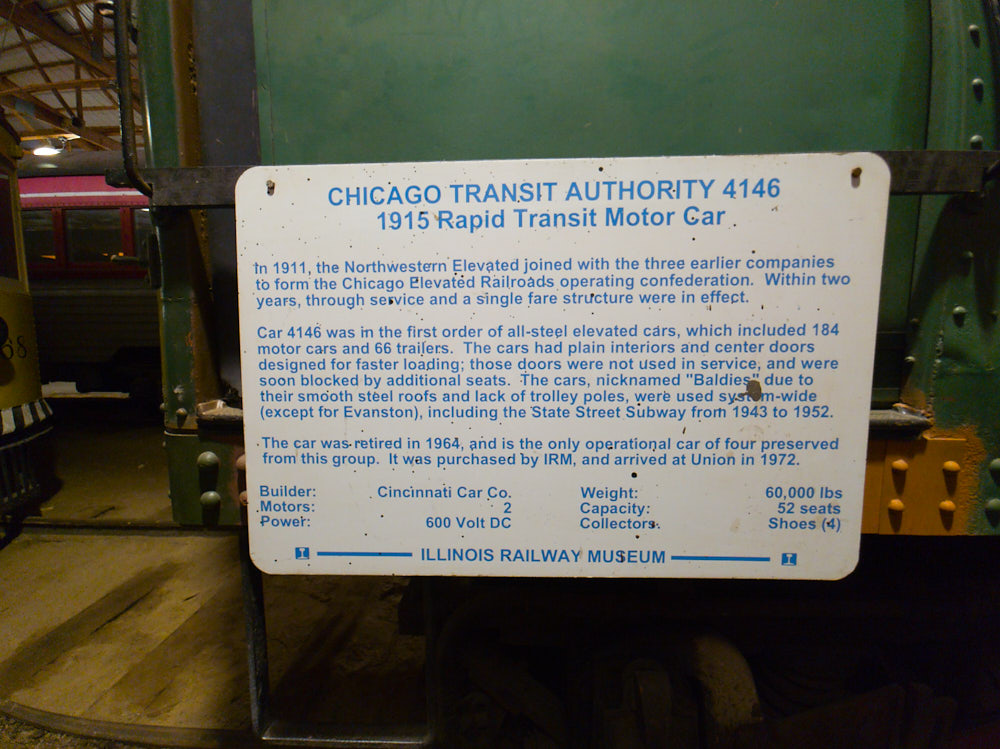 CHICAGO TRANSIT AUTHORITY 4146
1915 Rapid Transit Motor Car
In 1911, the Northwestern Elevated joined with the three earlier companies
to form the Chicago Elevated Railroads operating confederation. Within two
years, through service and a single fare structure were in effect.
Car 4146 was in the first order of all-steel elevated cars, which included 184
motor cars and 66 trailers. The cars had plain interiors and center doors
designed for faster loading; those doors were not used in service, and were
soon blocked by additional seats. The cars, nicknamed "Baldies" due to
their smooth steel roofs and lack of trolley poles, were used system-wide
(except for Evanston), including the State Street Subway from 1943 to 1952.
The car was retired in 1964, and is the only operational car of four preserved
from this group. It was purchased by IRM, and arrived at Union in 1972.
Builder: Cincinnati Car Co. Weight: 60,000 lbs
Motors: 2 Capacity: 52 seats
Power: 600 Volt DC Collectors: Shoes (4)
I ILLINOIS RAILWAY MUSEUM I